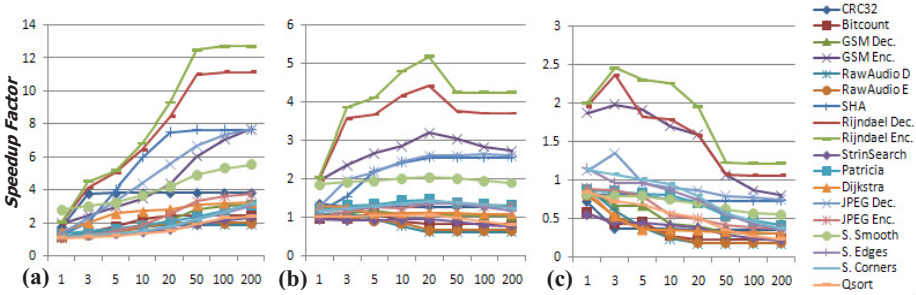 Speedup Factor
14
12
10
8
6
4
2
0
1 3 5 10 20 50 100 200
(a)
6
5
4
3
2
1
0
1 3 5 10 20 50 100 200
(b)
3
2.5
2
1.5
1
0.5
0
1 3 5 10 20 50 100 200
(c)
CRC32
Bitcount
GSM Dec.
GSM Enc.
RawAudio D
RawAudio E
SHA
Rijndael Dec.
Rijndael Enc.
StrinSearch
Patricia
Dijkstra
JPEG Dec.
JPEG Enc.
S. Smooth
S. Edges
S. Corners
Qsort